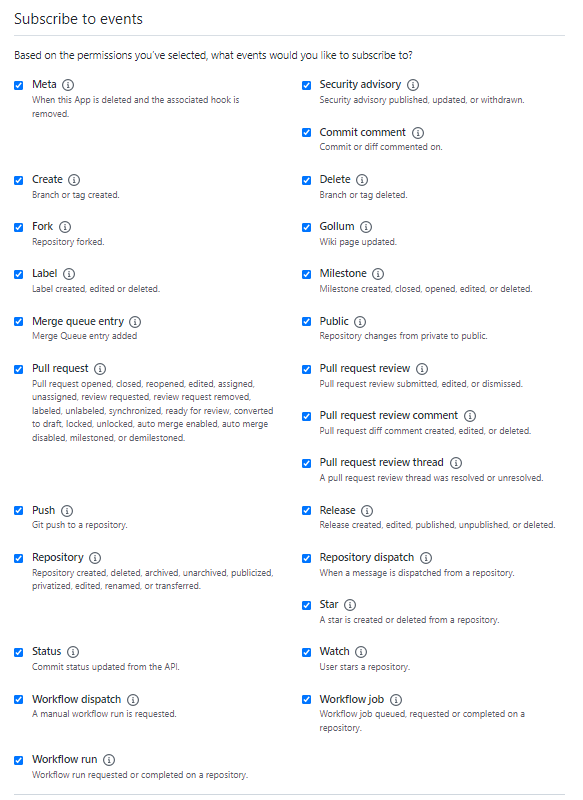 Subscribe to events
Based on the permissions you've selected, what events would you like to subscribe to?
Meta
When this App is deleted and the associated hook is
removed.
Security advisory
Security advisory published, updated, or withdrawn.
Commit comment
Commit or diff commented on.
Create
Branch or tag created.
Delete
Branch or tag deleted.
Fork
Repository forked.
Gollum
Wiki page updated.
Label
Label created, edited or deleted.
Milestone
Milestone created, closed, opened, edited, or deleted.
Merge queue entry
Merge Queue entry added
Public
Repository changes from private to public.
Pull request
Pull request opened, closed, reopened, edited, assigned,
unassigned, review requested, review request removed,
labeled, unlabeled, synchronized, ready for review, converted
to draft, locked, unlocked, auto merge enabled, auto merge
disabled, milestoned, or demilestoned.
Pull request review
Pull request review submitted, edited, or dismissed.
Pull request review comment
Pull request diff comment created, edited, or deleted.
Pull request review thread
A pull request review thread was resolved or unresolved.
Push
Git push to a repository.
Release
Release created, edited, published, unpublished, or deleted.
Repository
Repository created, deleted, archived, unarchived, publicized,
privatized, edited, renamed, or transferred.
Repository dispatch
When a message is dispatched from a repository.
Star
A star is created or deleted from a repository.
Status
Commit status updated from the API.
Watch
User stars a repository.
Workflow dispatch
A manual workflow run is requested.
Workflow job
Workflow job queued, requested or completed on a
repository.
Workflow run
Workflow run requested or completed on a repository.